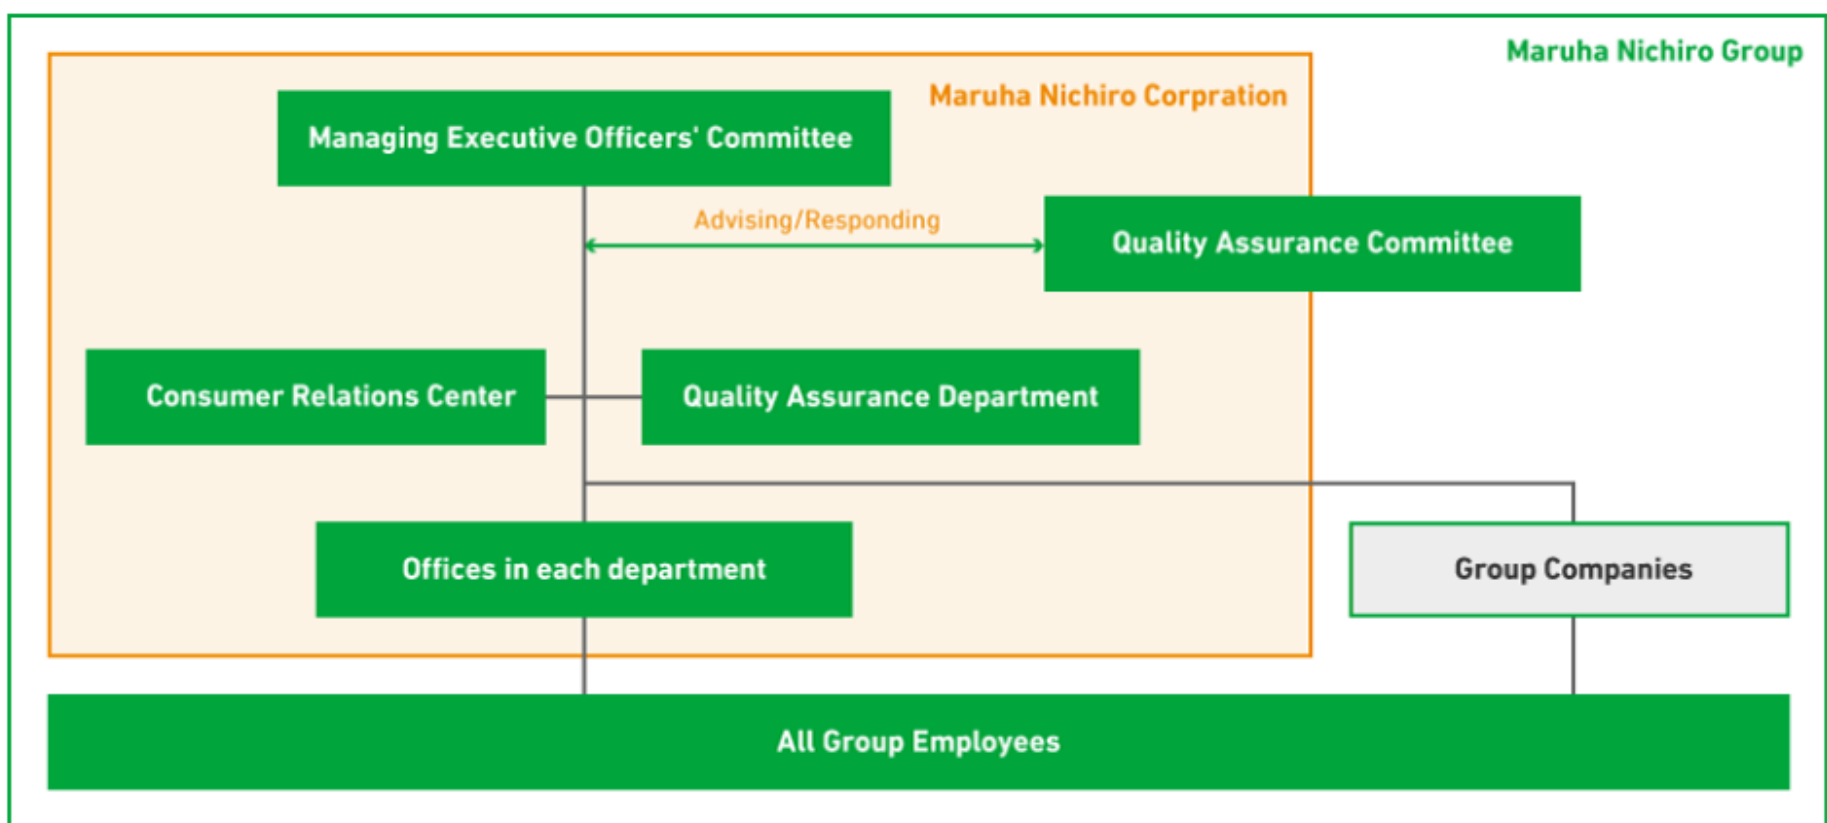 Maruha Nichiro Group
Maruha Nichiro Corpration
Managing Executive Officers' Committee
Advising/Responding
Quality Assurance Committee
Consumer Relations Center
Quality Assurance Department
Offices in each department
Group Companies
All Group Employees